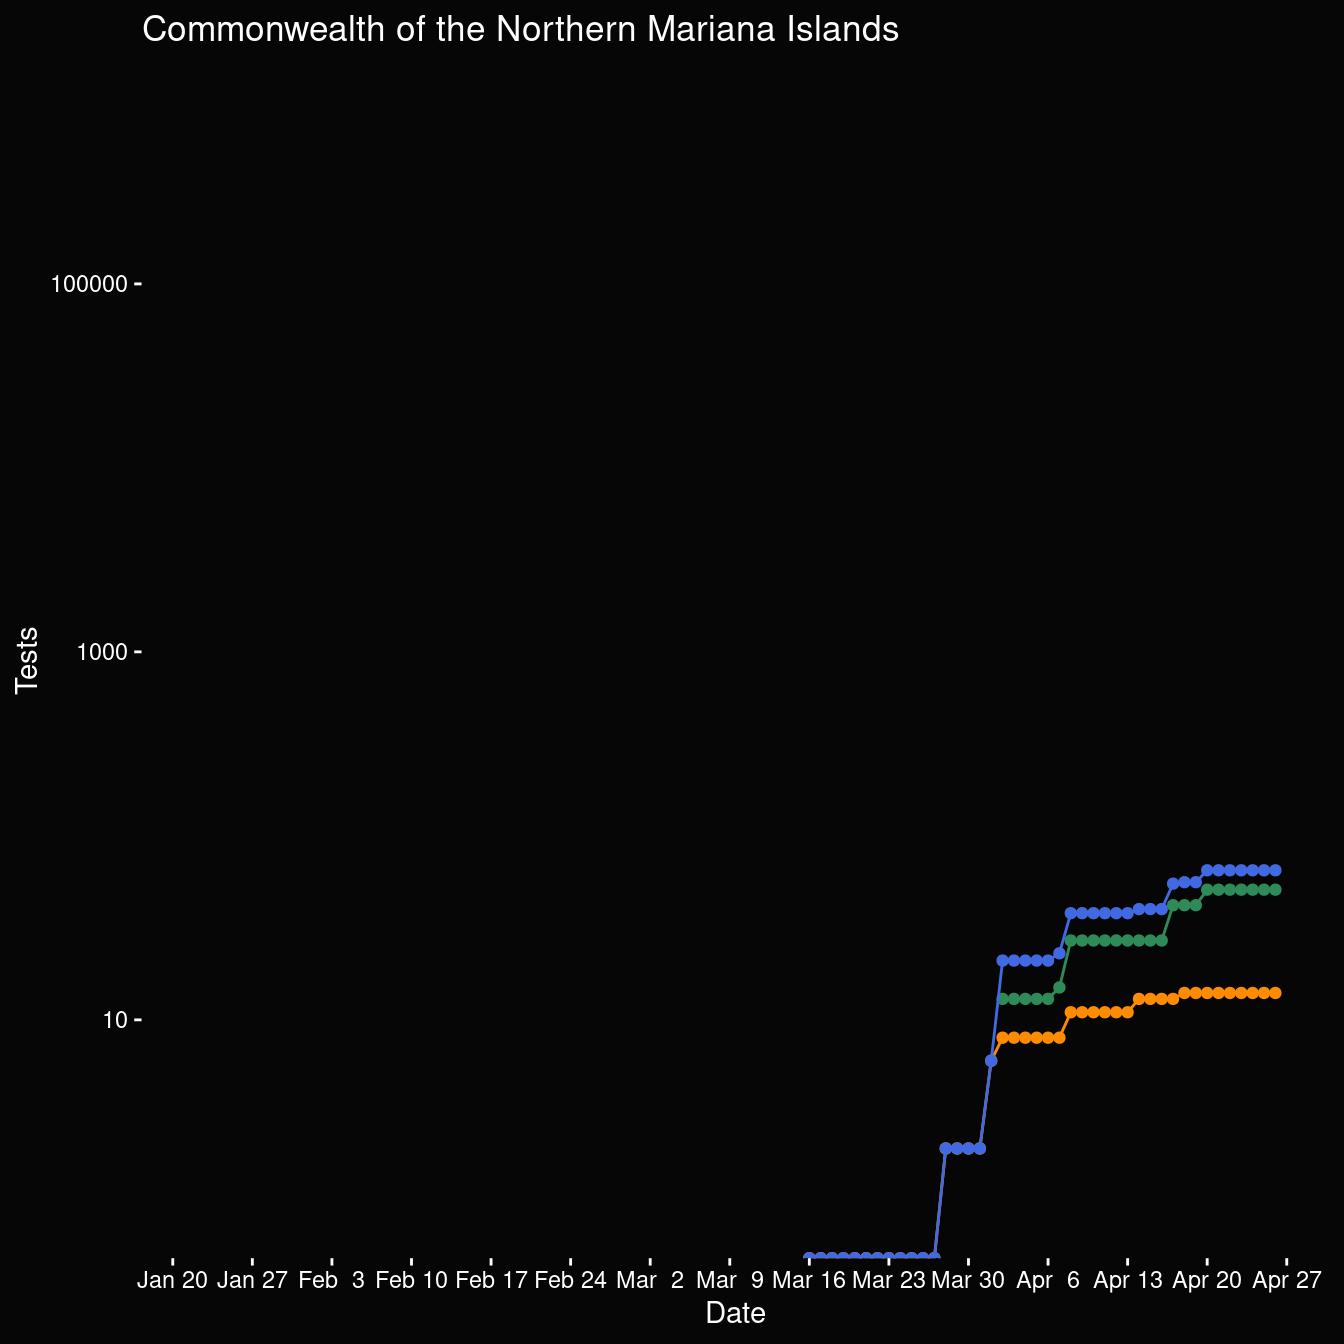 Commonwealth of the Northern Mariana Islands
100000
1000
10
Tests
Jan 20 Jan 27 Feb 3 Feb 10 Feb 17 Feb 24 Mar 2 Mar 9 Mar 16 Mar 23 Mar 30 Apr 6 Apr 13 Apr 20 Apr 27
Date